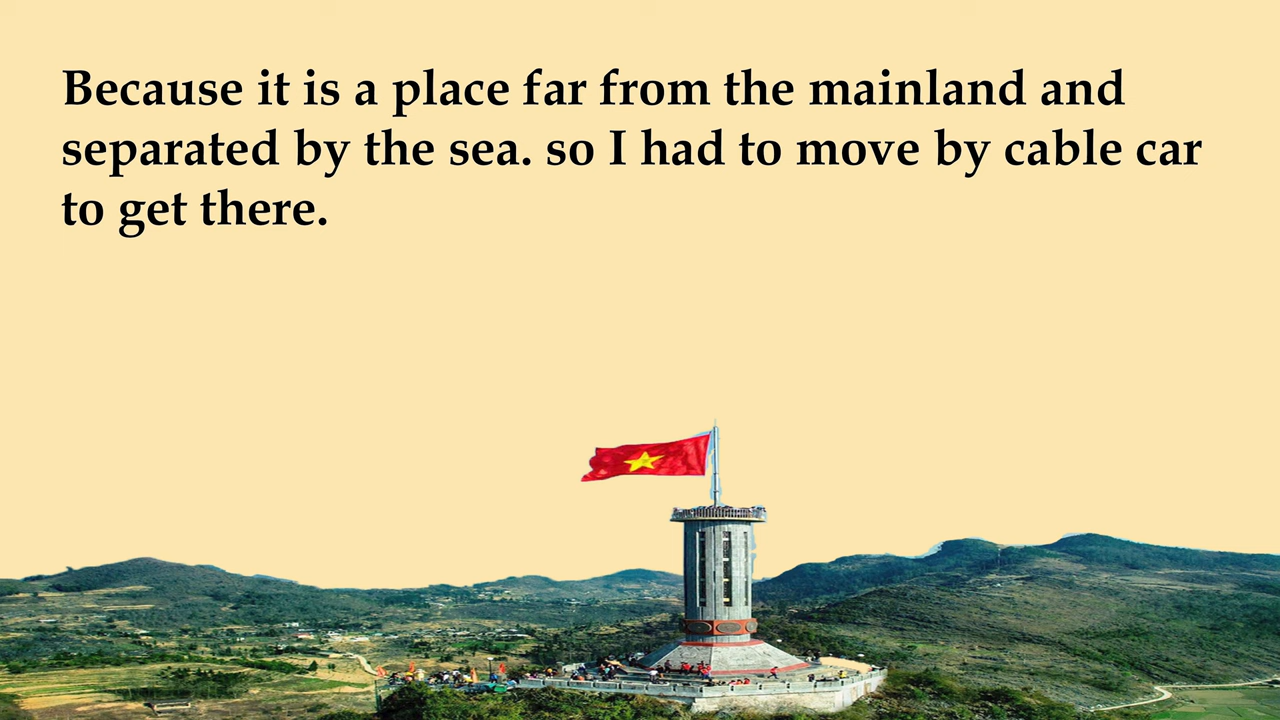 Because it is a place far from the mainland and
separated by the sea. so I had to move by cable car
to get there.